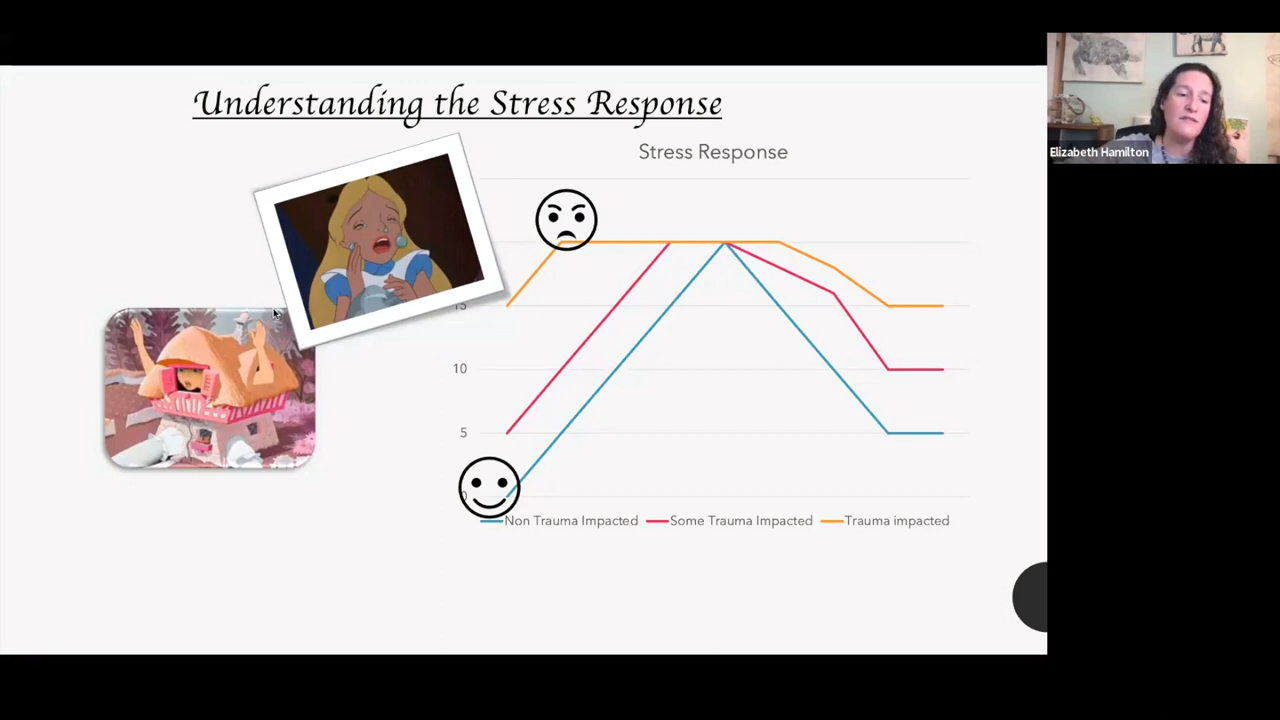 Understanding the Stress Response
Stress Response
Elizabeth Hamilton
15
10
5
0
Non Trauma Impacted Some Trauma Impacted Trauma impacted